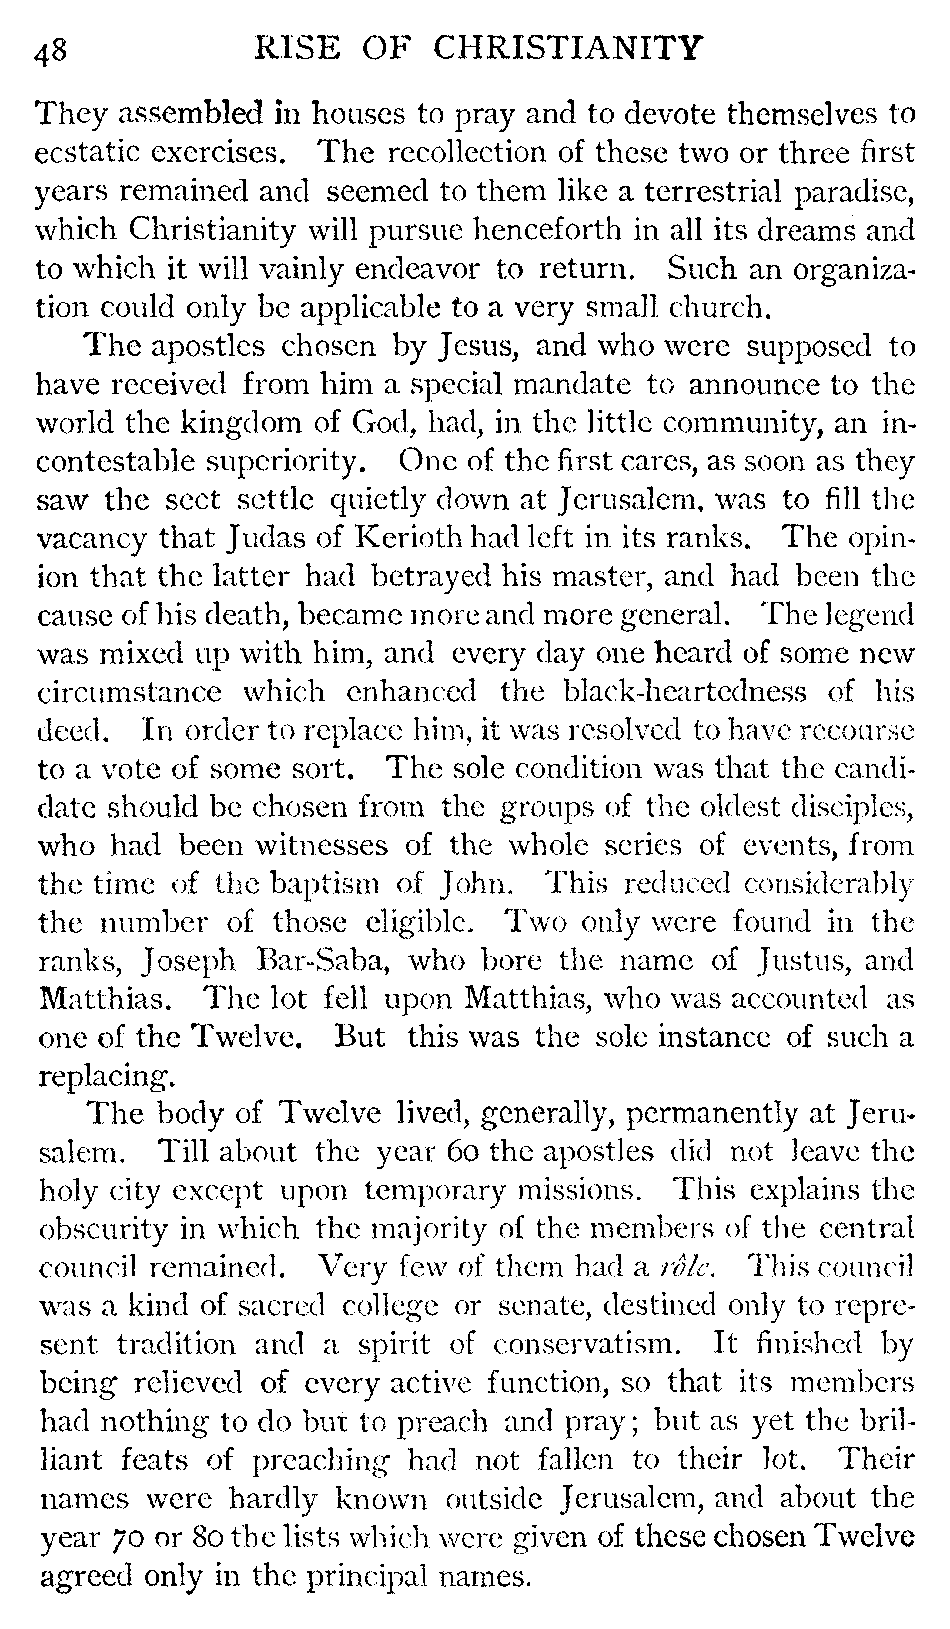 48 RISE OF CHRISTIANITY
They assembled in houses to pray and to devote themselves to
ecstatic exercises. The recollection of these two or three first
years remained and seemed to them like a terrestrial paradise,
which Christianity will pursue henceforth in all its dreams and
to which it will vainly endeavor to return. Such an organiza-
tion could only be applicable to a very small church.
The apostles chosen by Jesus, and who were supposed to
have received from him a special mandate to announce to the
world the kingdom of God, had, in the little community, an in-
contestable superiority. One of the first cares, as soon as they
saw the sect settle quietly down at Jerusalem, was to fill the
vacancy that Judas of Kerioth had left in its ranks. The opin-
ion that the latter had betrayed his master, and had been the
cause of his death, became more and more general. The legend
was mixed up with him, and every day one heard of some new
circumstance which enhanced the black-heartedness of his
deed. In order to replace him, it was resolved to have recourse
to a vote of some sort. The sole condition was that the candi-
date should be chosen from the groups of the oldest disciples,
who had been witnesses of the whole series of events, from
the time of the baptism of John. This reduced considerably
the number of those eligible. Two only were found in the
ranks, Joseph Bar-Saba, who bore the name of Justus, and
Matthias. The lot fell upon Matthias, who was accounted as
one of the Twelve. But this was the sole instance of such a
replacing.
The body of Twelve lived, generally, permanently at Jeru-
salem. Till about the year 60 the apostles did not leave the
holy city except upon temporary missions. This explains the
obscurity in which the majority of the members of the central
council remained. Very few of them had a rôle. This council
was a kind of sacred college or senate, destined only to repre-
sent tradition and a spirit of conservatism. It finished by
being relieved of every active function, so that its members
had nothing to do but to preach and pray; but as yet the bril-
liant feats of preaching had not fallen to their lot. Their
names were hardly known outside Jerusalem, and about the
year 70 or 80 the lists which were given of these chosen Twelve
agreed only in the principal names.